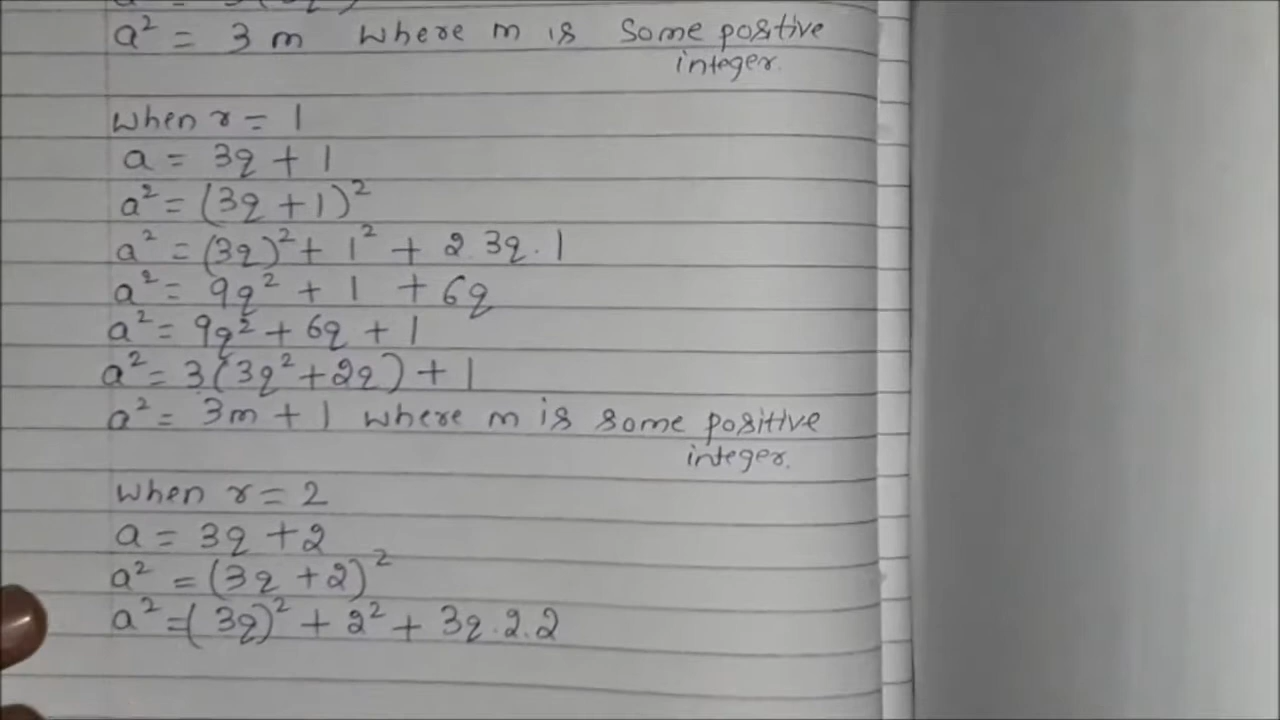 a² = 3m where m is some positive
integer.
when r = 1
a = 3q + 1
a² = (3q + 1)²
a² = (3q)² + 1² + 2.3q.1
a² = 9q² + 1 + 6q
a² = 9q² + 6q + 1
a² = 3(3q² + 2q) + 1
a² = 3m + 1 where m is some positive
integer.
when r = 2
a = 3q + 2
a² = (3q + 2)²
a² = (3q)² + 2² + 3q.2.2